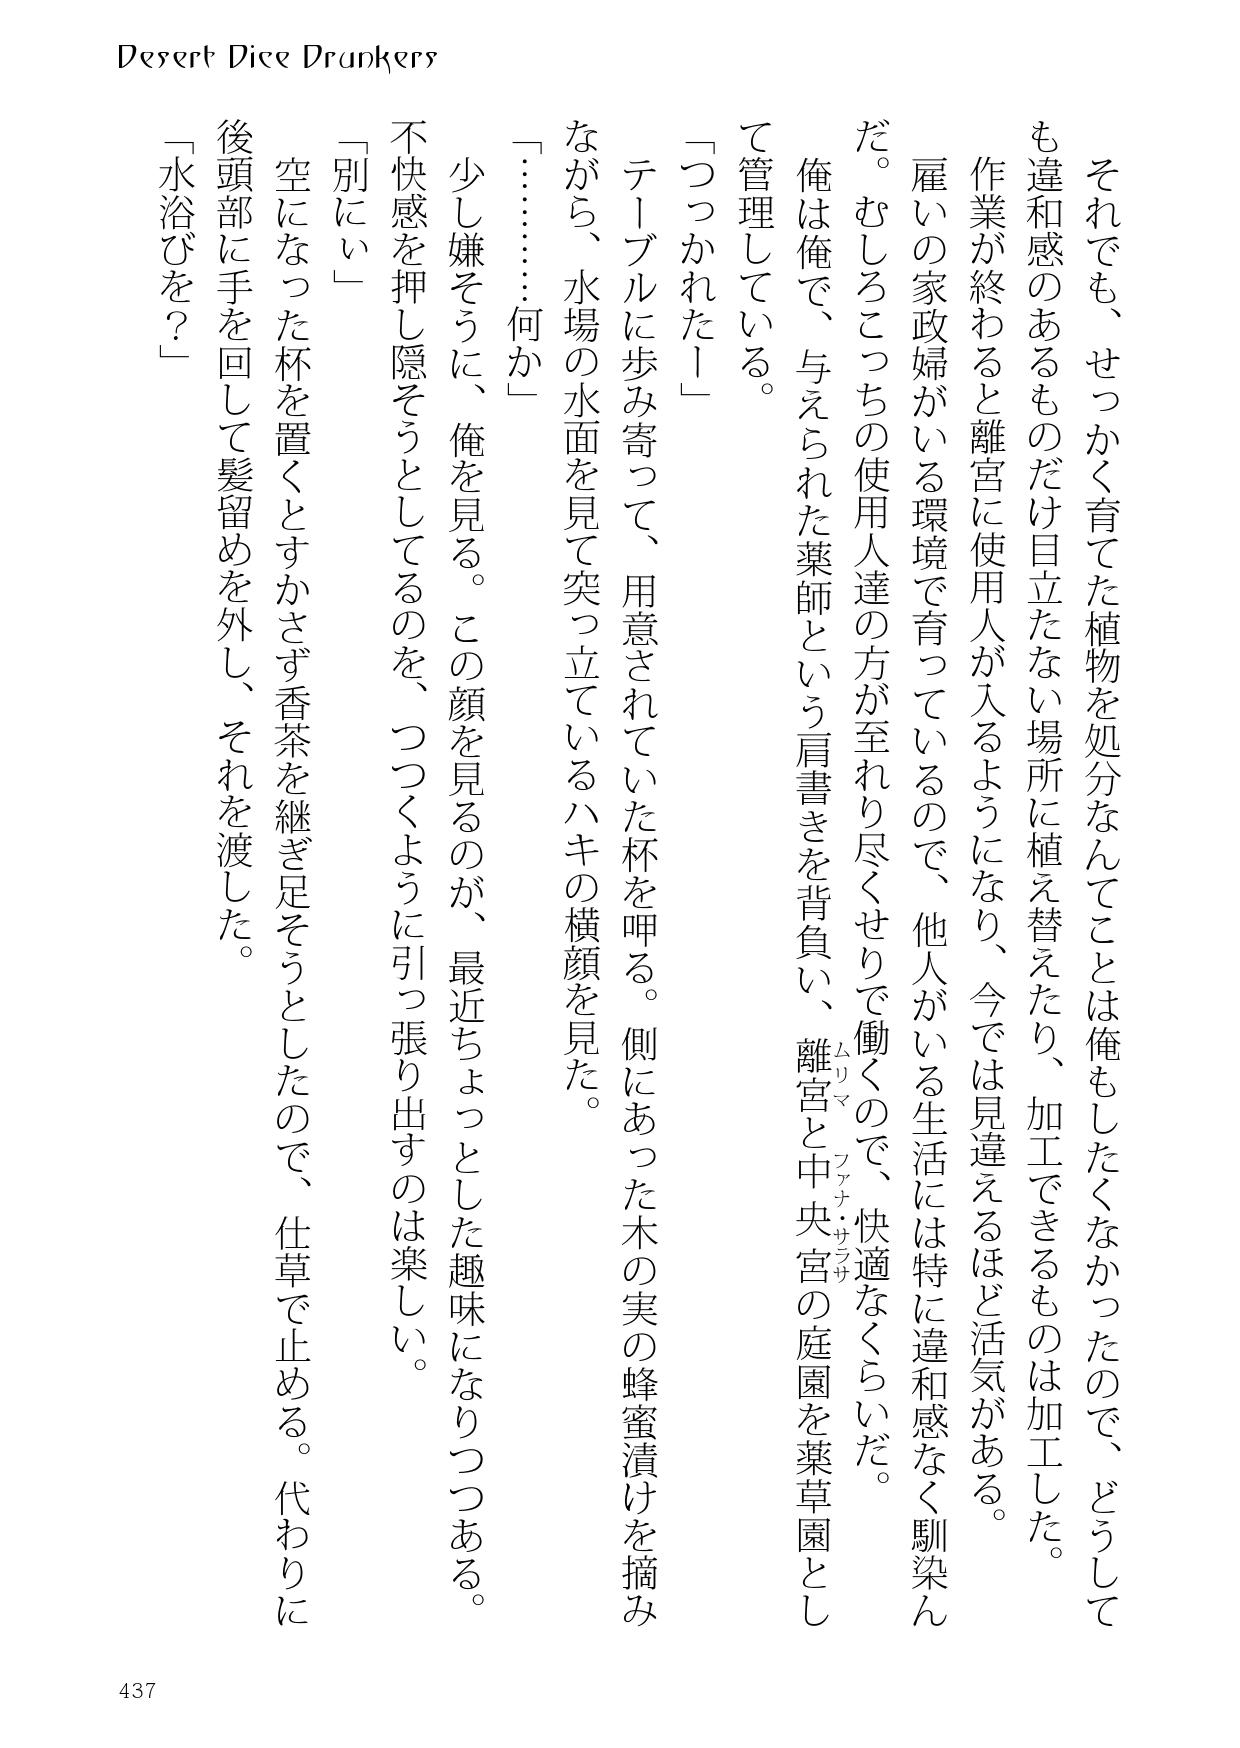 Desert Dice Drunkers
それでも、せっかく育てた植物を処分なんてことは俺もしたくなかったので、どうして
も違和感のあるものだけ目立たない場所に植え替えたり、加工できるものは加工した。
作業が終わると離宮に使用人が入るようになり、今では見違えるほど活気がある。
雇いの家政婦がいる環境で育っているので、他人がいる生活には特に違和感なく馴染ん
だ。むしろこっちの使用人達の方が至れり尽くせりで働くので、快適なくらいだ。
俺は俺で、与えられた薬師という肩書きを背負い、離宮と中央宮の庭園を薬草園とし
ムリマ ファナ・サラサ
て管理している。
「つっかれたー」
テーブルに歩み寄って、用意されていた杯を呷る。側にあった木の実の蜂蜜漬けを摘み
ながら、水場の水面を見て突っ立ているハキの横顔を見た。
「…………何か」
少し嫌そうに、俺を見る。この顔を見るのが、最近ちょっとした趣味になりつつある。
不快感を押し隠そうとしてるのを、つつくように引っ張り出すのは楽しい。
「別にぃ」
空になった杯を置くとすかさず香茶を継ぎ足そうとしたので、仕草で止める。代わりに
後頭部に手を回して髪留めを外し、それを渡した。
「水浴びを？」
437